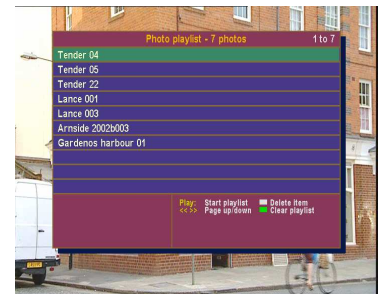 Photo playlist - 7 photos 1 to 7
Tender 04
Tender 05
Tender 22
Lance 001
Lance 003
Arnside 2002b003
Gardenos harbour 01
Play: Start playlist Delete item
<< >> Page up/down Clear playlist